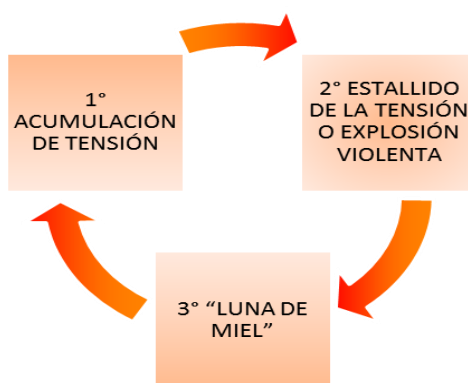 1°
ACUMULACIÓN
DE TENSIÓN
2° ESTALLIDO
DE LA TENSIÓN
O EXPLOSIÓN
VIOLENTA
3° “LUNA DE
MIEL”